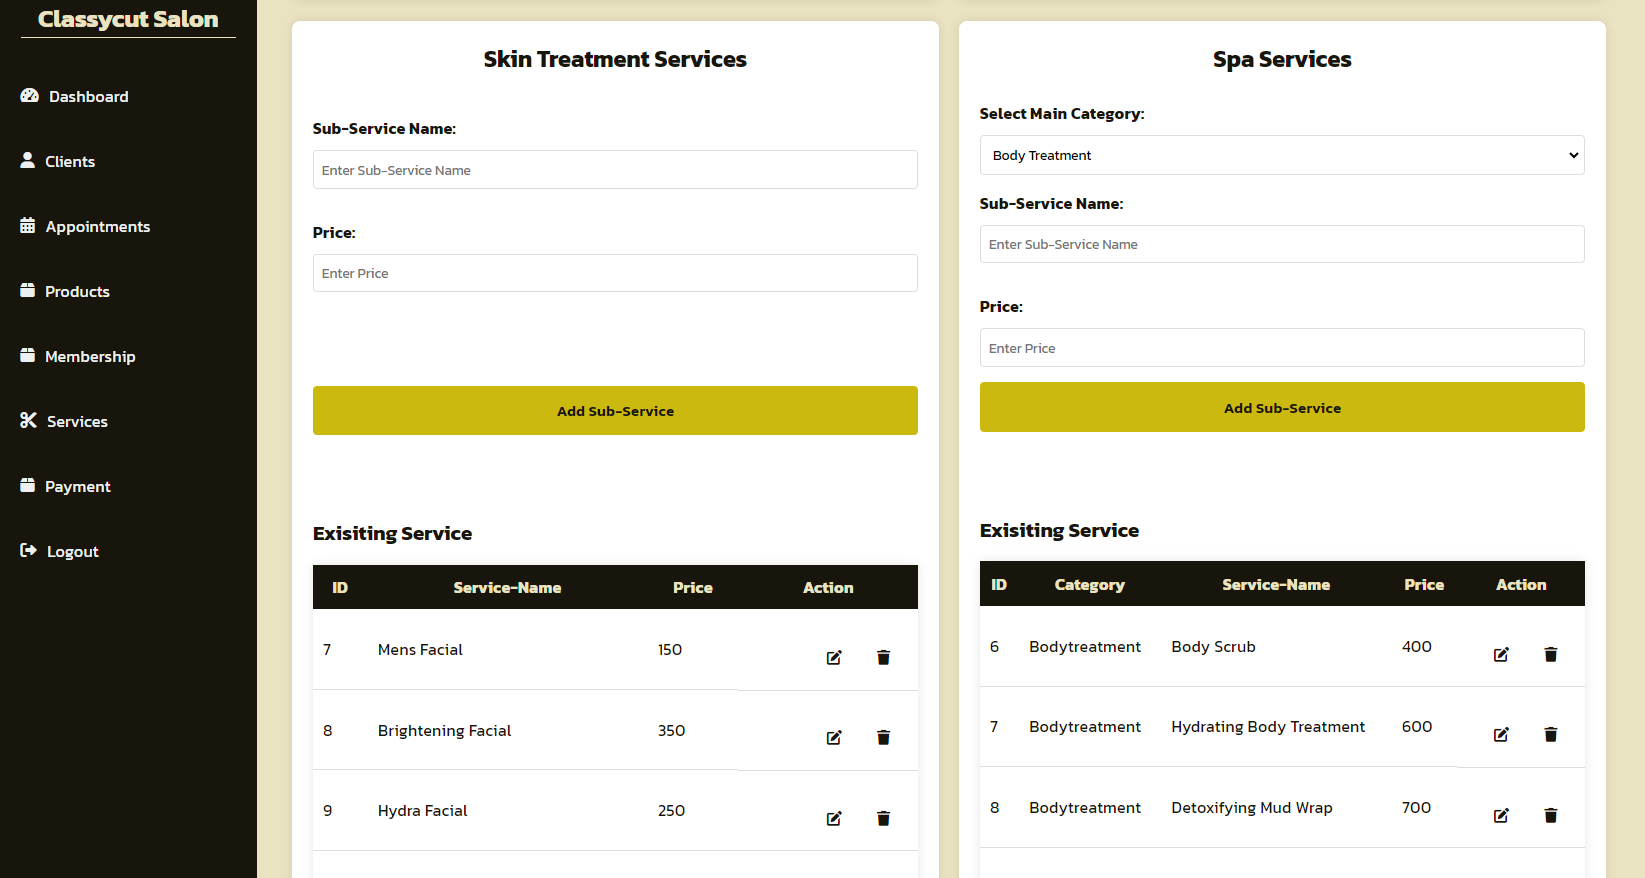 Classycut Salon
Dashboard
Clients
Appointments
Products
Membership
Services
Payment
Logout
Skin Treatment Services
Sub-Service Name:
Enter Sub-Service Name
Price:
Enter Price
Add Sub-Service
Exisiting Service
ID Service-Name Price Action
7 Mens Facial 150
8 Brightening Facial 350
9 Hydra Facial 250
Spa Services
Select Main Category:
Body Treatment
Sub-Service Name:
Enter Sub-Service Name
Price:
Enter Price
Add Sub-Service
Exisiting Service
ID Category Service-Name Price Action
6 Bodytreatment Body Scrub 400
7 Bodytreatment Hydrating Body Treatment 600
8 Bodytreatment Detoxifying Mud Wrap 700